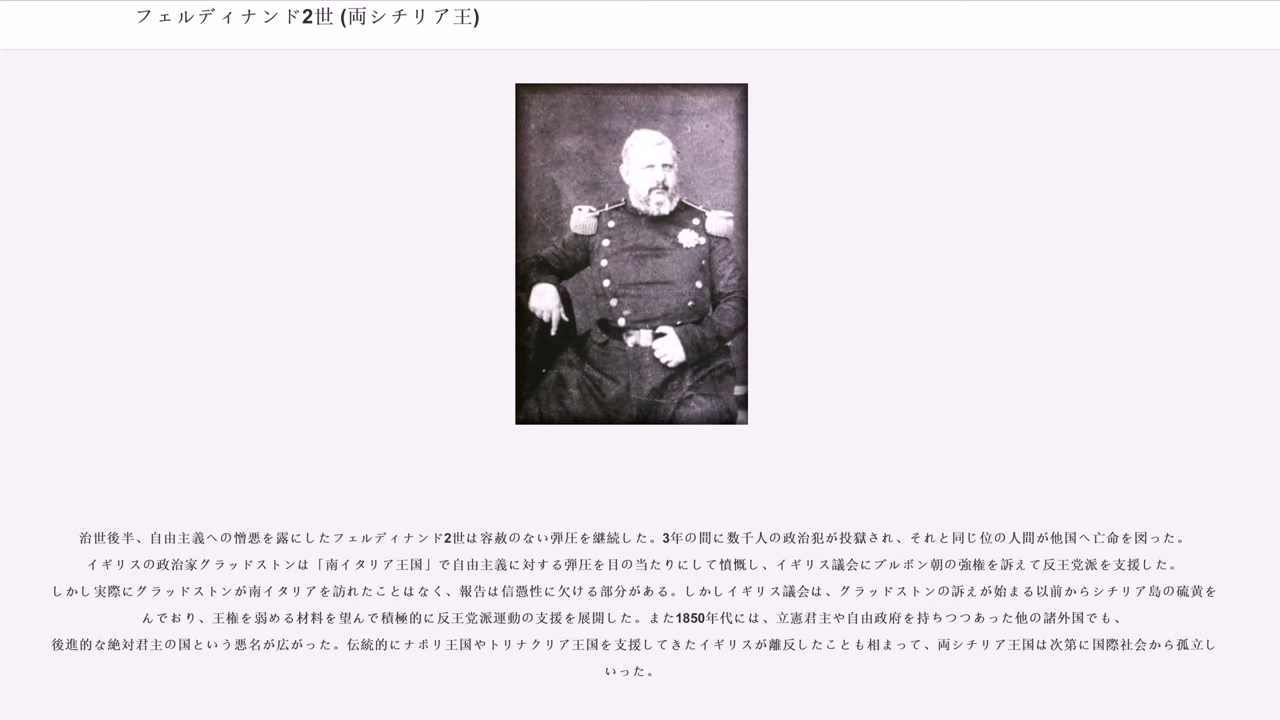 フェルディナンド2世 (両シチリア王)
治世後半、自由主義への憎悪を露にしたフェルディナンド2世は容赦のない弾圧を継続した。3年の間に数千人の政治犯が投獄され、それと同じ位の人間が他国へ亡命を図った。
イギリスの政治家グラッドストンは「南イタリア王国」で自由主義に対する弾圧を目の当たりにして憤慨し、イギリス議会にブルボン朝の強権を訴えて反王党派を支援した。
しかし実際にグラッドストンが南イタリアを訪れたことはなく、報告は信憑性に欠ける部分がある。しかしイギリス議会は、グラッドストンの訴えが始まる以前からシチリア島の硫黄を
んでおり、王権を弱める材料を望んで積極的に反王党派運動の支援を展開した。また1850年代には、立憲君主や自由政府を持ちつつあった他の諸外国でも、
後進的な絶対君主の国という悪名が広がった。伝統的にナポリ王国やトリナクリア王国を支援してきたイギリスが離反したことも相まって、両シチリア王国は次第に国際社会から孤立し
いった。